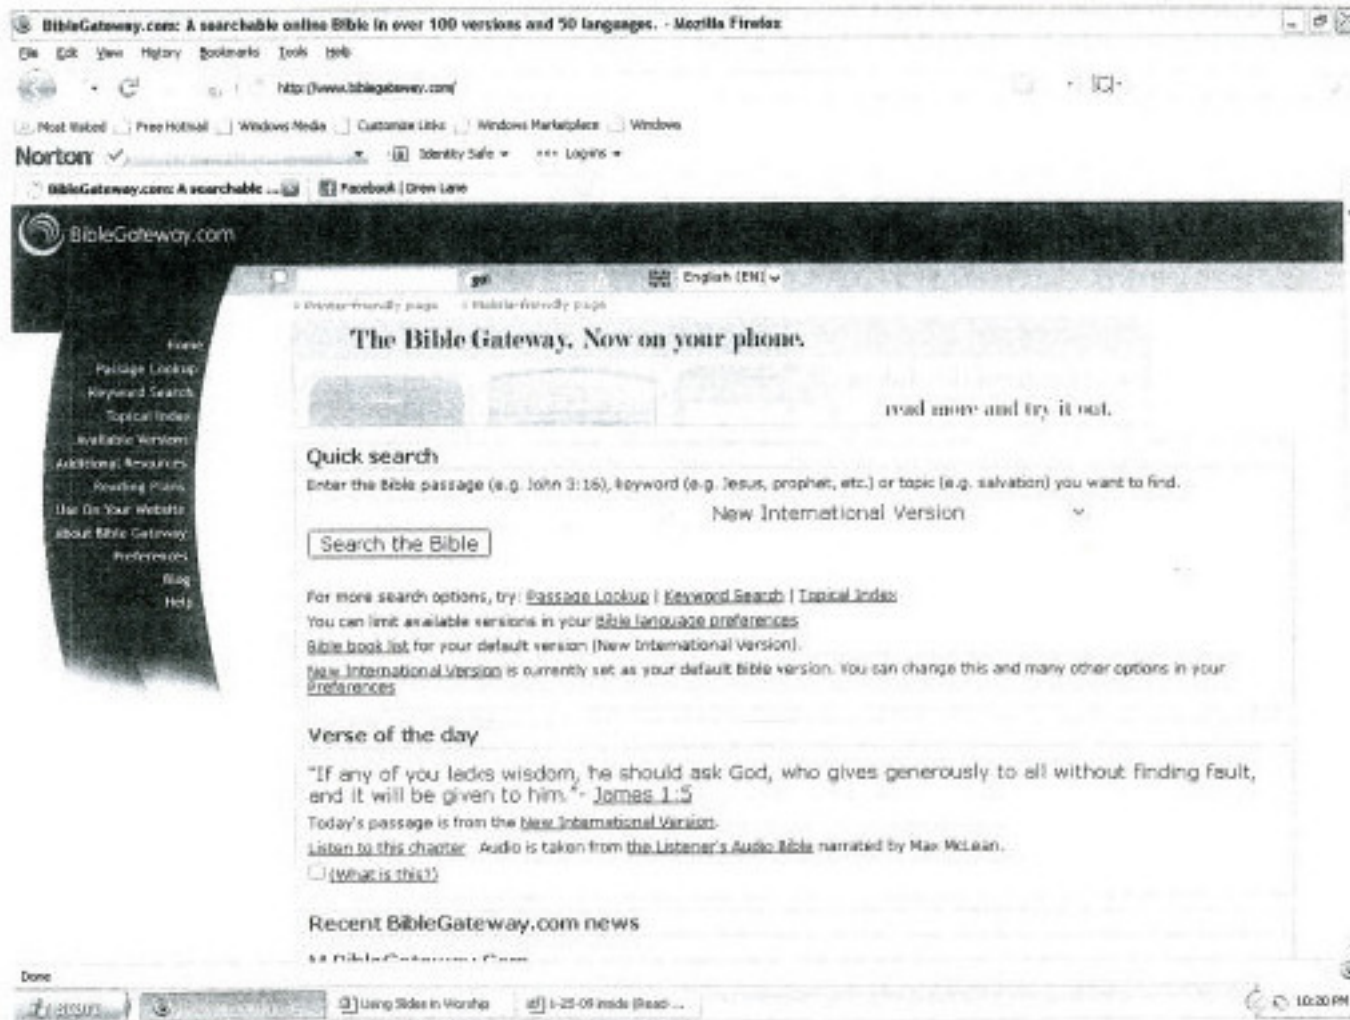 BibleGateway.com: A searchable online Bible in over 100 versions and 50 languages. - Mozilla Firefox
File Edit View History Bookmarks Tools Help
http://www.biblegateway.com/
Most Visited Free Hotmail Windows Media Customize Links Windows Marketplace Windows
Norton Identity Safe Logins
BibleGateway.com: A searchable ... Facebook | Drew Lane
BibleGateway.com
go! English (EN)
Printer-friendly page Mobile-friendly page
The Bible Gateway. Now on your phone.
read more and try it out.
Home
Passage Lookup
Keyword Search
Topical Index
Available Versions
Additional Resources
Reading Plans
Use On Your Website
About Bible Gateway
Preferences
Blog
Help
Quick search
Enter the Bible passage (e.g. John 3:16), keyword (e.g. Jesus, prophet, etc.) or topic (e.g. salvation) you want to find.
New International Version
Search the Bible
For more search options, try: Passage Lookup | Keyword Search | Topical Index
You can limit available versions in your Bible language preferences
Bible book list for your default version (New International Version).
New International Version is currently set as your default Bible version. You can change this and many other options in your
Preferences
Verse of the day
"If any of you lacks wisdom, he should ask God, who gives generously to all without finding fault,
and it will be given to him."- James 1:5
Today's passage is from the New International Version.
Listen to this chapter Audio is taken from the Listener's Audio Bible narrated by Max McLean.
(What is this?)
Recent BibleGateway.com news
Done
Using Slides in Worship 1-25-09 inside (Read-...
10:20 PM